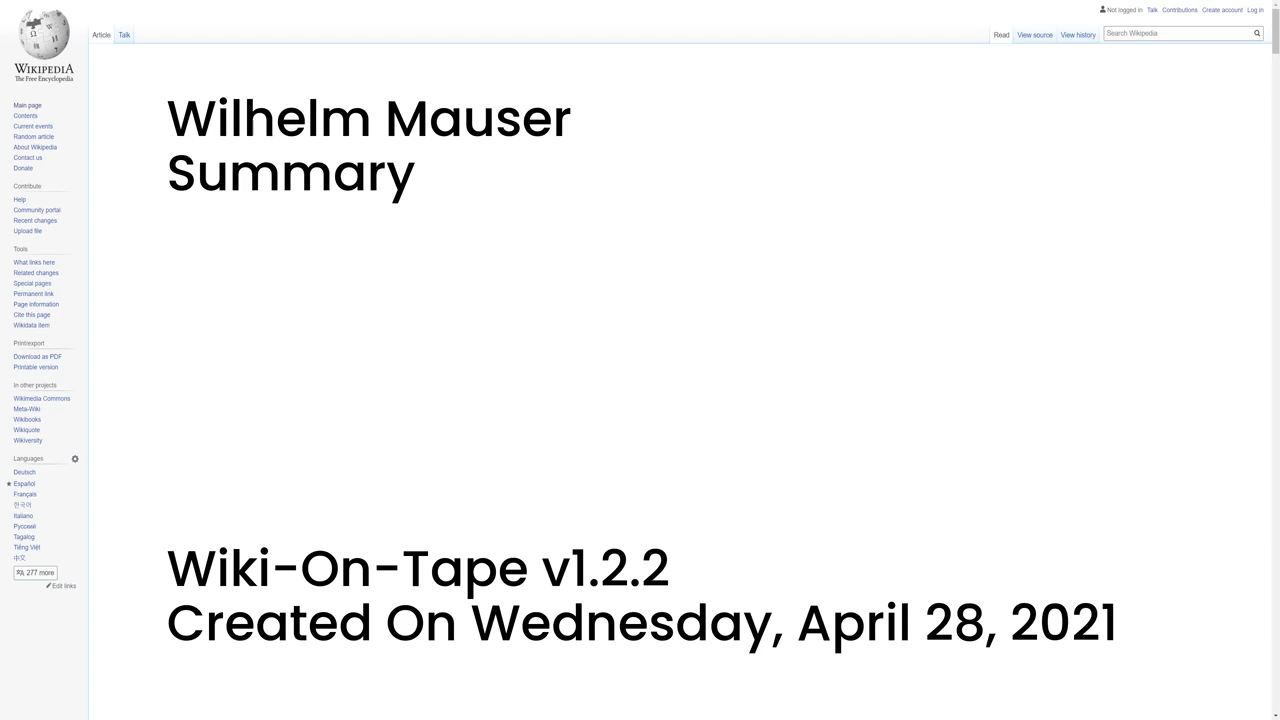 Not logged in Talk Contributions Create account Log in
Article Talk Read View source View history Search Wikipedia
WIKIPEDIA
The Free Encyclopedia
Main page
Contents
Current events
Random article
About Wikipedia
Contact us
Donate
Contribute
Help
Community portal
Recent changes
Upload file
Tools
What links here
Related changes
Special pages
Permanent link
Page information
Cite this page
Wikidata item
Print/export
Download as PDF
Printable version
In other projects
Wikimedia Commons
Meta-Wiki
Wikibooks
Wikiquote
Wikiversity
Languages
Deutsch
Español
Français
한국어
Italiano
Русский
Tagalog
Tiếng Việt
中文
277 more
Edit links
Wilhelm Mauser
Summary
Wiki-On-Tape v1.2.2
Created On Wednesday, April 28, 2021